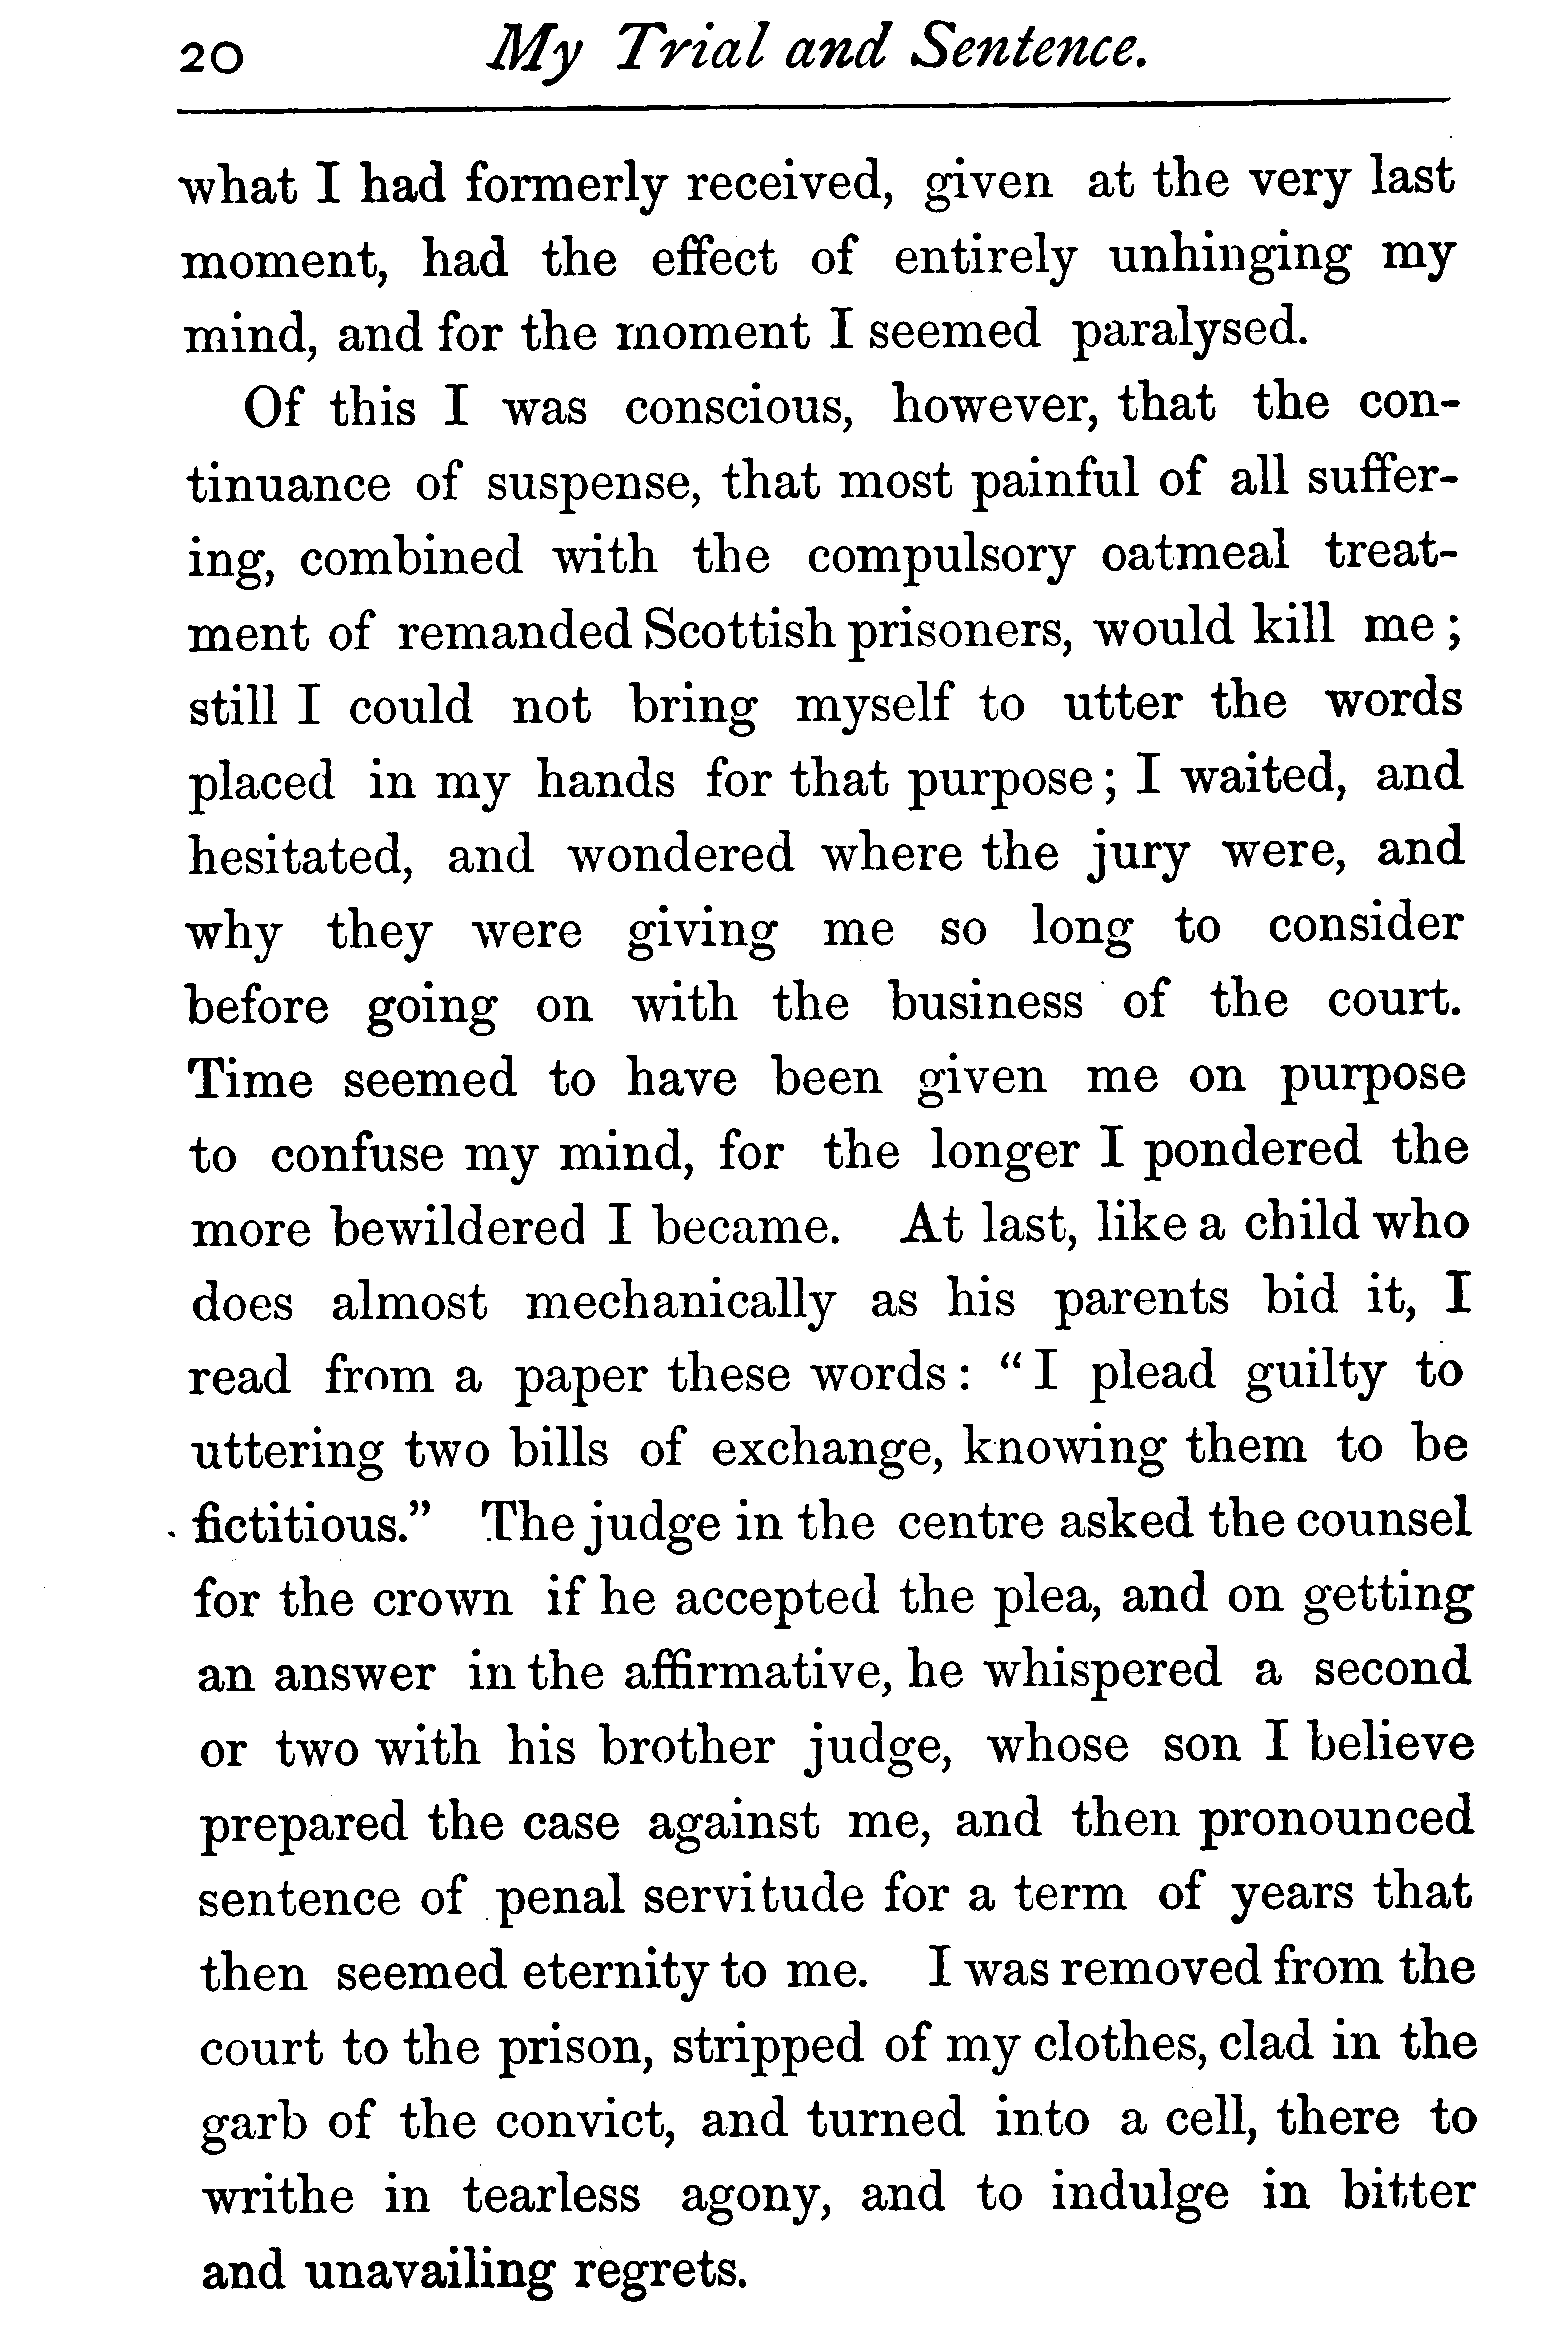 20 My Trial and Sentence.
what I had formerly received, given at the very last
moment, had the effect of entirely unhinging my
mind, and for the moment I seemed paralysed.
Of this I was conscious, however, that the con-
tinuance of suspense, that most painful of all suffer-
ing, combined with the compulsory oatmeal treat-
ment of remanded Scottish prisoners, would kill me;
still I could not bring myself to utter the words
placed in my hands for that purpose; I waited, and
hesitated, and wondered where the jury were, and
why they were giving me so long to consider
before going on with the business of the court.
Time seemed to have been given me on purpose
to confuse my mind, for the longer I pondered the
more bewildered I became. At last, like a child who
does almost mechanically as his parents bid it, I
read from a paper these words: “I plead guilty to
uttering two bills of exchange, knowing them to be
fictitious.” The judge in the centre asked the counsel
for the crown if he accepted the plea, and on getting
an answer in the affirmative, he whispered a second
or two with his brother judge, whose son I believe
prepared the case against me, and then pronounced
sentence of penal servitude for a term of years that
then seemed eternity to me. I was removed from the
court to the prison, stripped of my clothes, clad in the
garb of the convict, and turned into a cell, there to
writhe in tearless agony, and to indulge in bitter
and unavailing regrets.